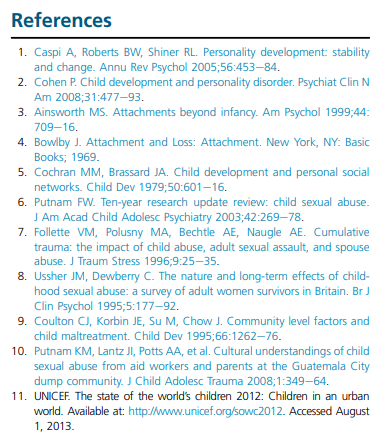 References
1. Caspi A, Roberts BW, Shiner RL. Personality development: stability
and change. Annu Rev Psychol 2005;56:453−84.
2. Cohen P. Child development and personality disorder. Psychiat Clin N
Am 2008;31:477−93.
3. Ainsworth MS. Attachments beyond infancy. Am Psychol 1999;44:
709−16.
4. Bowlby J. Attachment and Loss: Attachment. New York, NY: Basic
Books; 1969.
5. Cochran MM, Brassard JA. Child development and personal social
networks. Child Dev 1979;50:601−16.
6. Putnam FW. Ten-year research update review: child sexual abuse.
J Am Acad Child Adolesc Psychiatry 2003;42:269−78.
7. Follette VM, Polusny MA, Bechtle AE, Naugle AE. Cumulative
trauma: the impact of child abuse, adult sexual assault, and spouse
abuse. J Traum Stress 1996;9:25−35.
8. Ussher JM, Dewberry C. The nature and long-term effects of child-
hood sexual abuse: a survey of adult women survivors in Britain. Br J
Clin Psychol 1995;5:177−92.
9. Coulton CJ, Korbin JE, Su M, Chow J. Community level factors and
child maltreatment. Child Dev 1995;66:1262−76.
10. Putnam KM, Lantz JI, Potts AA, et al. Cultural understandings of child
sexual abuse from aid workers and parents at the Guatemala City
dump community. J Child Adolesc Trauma 2008;1:349−64.
11. UNICEF. The state of the world's children 2012: Children in an urban
world. Available at: http://www.unicef.org/sowc2012. Accessed August
1, 2013.